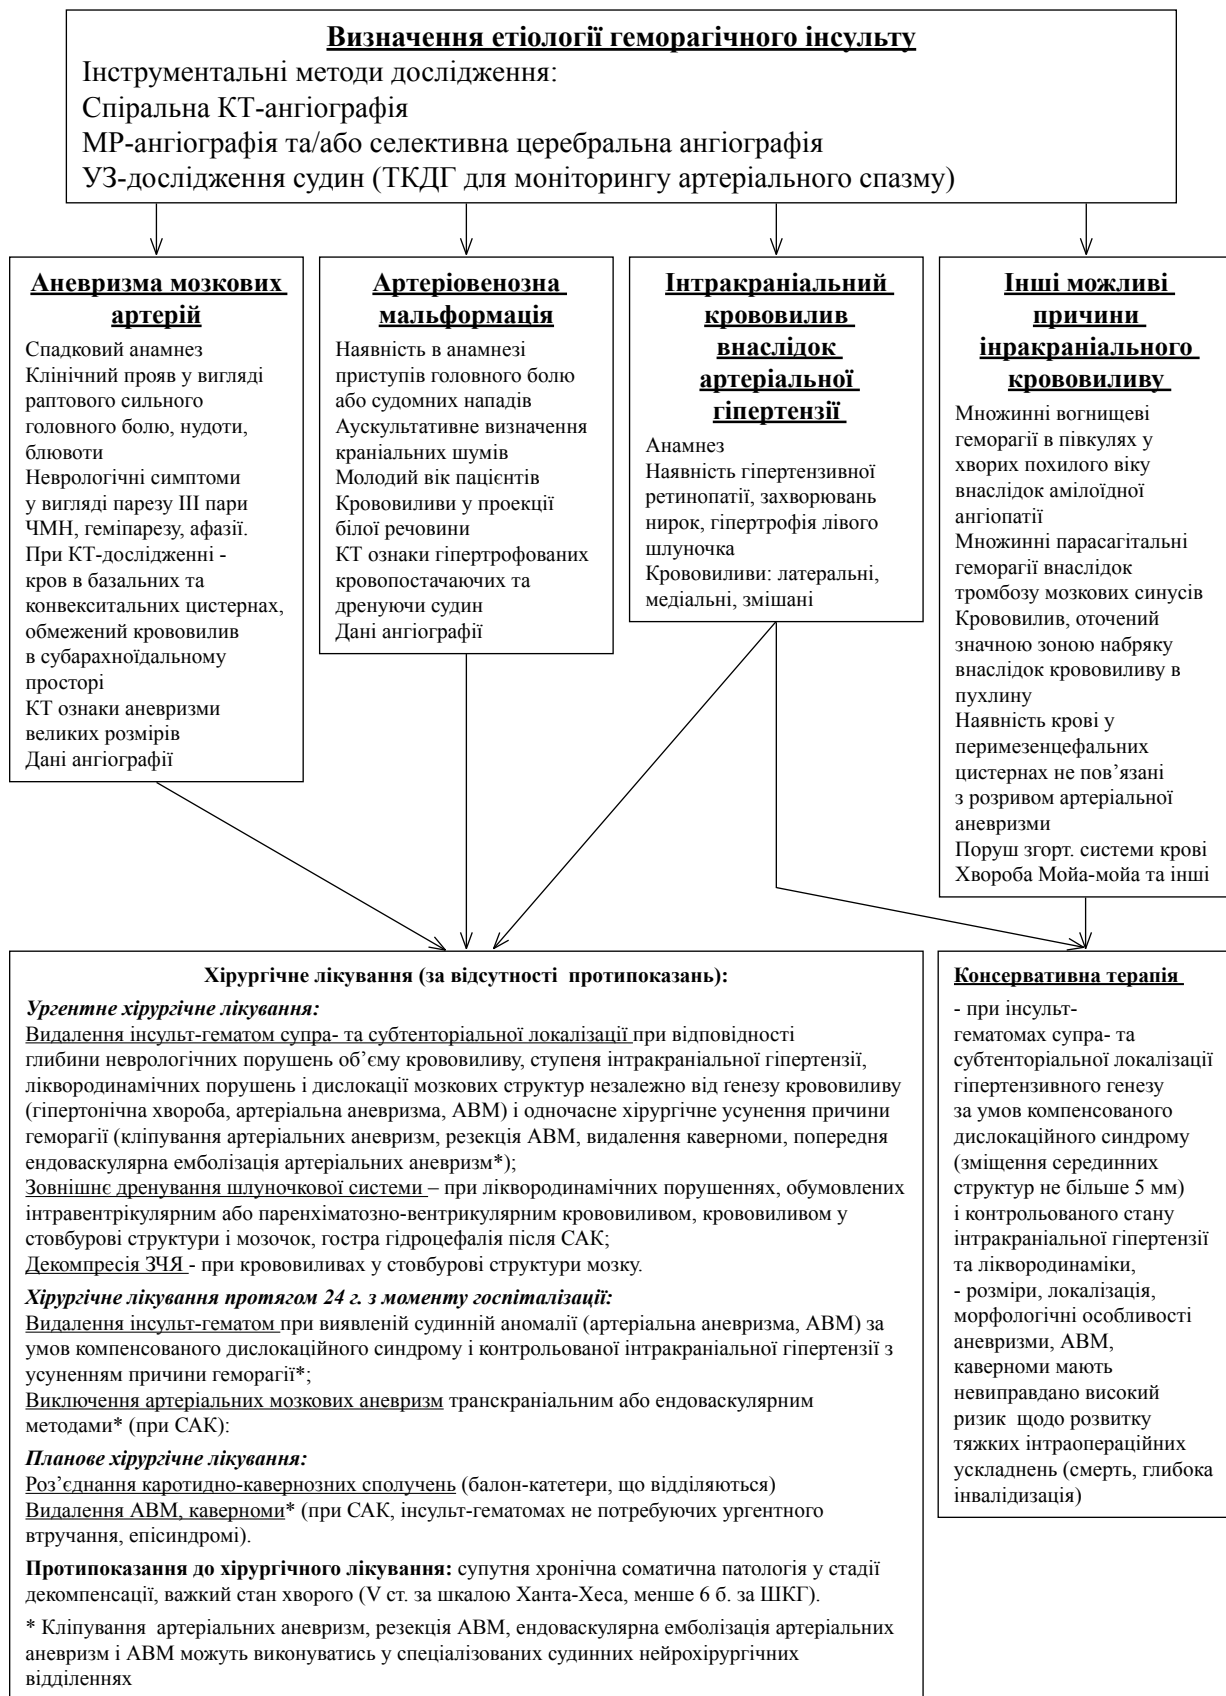 Визначення етіології геморагічного інсульту
Інструментальні методи дослідження:
Спіральна КТ-ангіографія
МР-ангіографія та/або селективна церебральна ангіографія
УЗ-дослідження судин (ТКДГ для моніторингу артеріального спазму)
Аневризма мозкових
артерій
Спадковий анамнез
Клінічний прояв у вигляді
раптового сильного
головного болю, нудоти,
блювоти
Неврологічні симптоми
у вигляді парезу III пари
ЧМН, геміпарезу, афазії.
При КТ-дослідженні -
кров в базальних та
конвекситальних цистернах,
обмежений крововилив
в субарахноїдальному
просторі
КТ ознаки аневризми
великих розмірів
Дані ангіографії
Артеріовенозна
мальформація
Наявність в анамнезі
приступів головного болю
або судомних нападів
Аускультативне визначення
краніальних шумів
Молодий вік пацієнтів
Крововиливи у проекції
білої речовини
КТ ознаки гіпертрофованих
кровопостачаючих та
дренуючи судин
Дані ангіографії
Інтракраніальний
крововилив
внаслідок
артеріальної
гіпертензії
Анамнез
Наявність гіпертензивної
ретинопатії, захворювань
нирок, гіпертрофія лівого
шлуночка
Крововиливи: латеральні,
медіальні, змішані
Інші можливі
причини
інракраніального
крововиливу
Множинні вогнищеві
геморагії в півкулях у
хворих похилого віку
внаслідок амілоїдної
ангіопатії
Множинні парасагітальні
геморагії внаслідок
тромбозу мозкових синусів
Крововилив, оточений
значною зоною набряку
внаслідок крововиливу в
пухлину
Наявність крові у
перимезенцефальних
цистернах не пов’язані
з розривом артеріальної
аневризми
Поруш згорт. системи крові
Хвороба Мойа-мойа та інші
Хірургічне лікування (за відсутності протипоказань):
Ургентне хірургічне лікування:
Видалення інсульт-гематом супра- та субтенторіальної локалізації при відповідності
глибини неврологічних порушень об’єму крововиливу, ступеня інтракраніальної гіпертензії,
ліквородинамічних порушень і дислокації мозкових структур незалежно від ґенезу крововиливу
(гіпертонічна хвороба, артеріальна аневризма, АВМ) і одночасне хірургічне усунення причини
геморагії (кліпування артеріальних аневризм, резекція АВМ, видалення каверноми, попередня
ендоваскулярна емболізація артеріальних аневризм*);
Зовнішнє дренування шлуночкової системи – при ліквородинамічних порушеннях, обумовлених
інтравентрікулярним або паренхіматозно-вентрикулярним крововиливом, крововиливом у
стовбурові структури і мозочок, гостра гідроцефалія після САК;
Декомпресія ЗЧЯ - при крововиливах у стовбурові структури мозку.
Хірургічне лікування протягом 24 г. з моменту госпіталізації:
Видалення інсульт-гематом при виявленій судинній аномалії (артеріальна аневризма, АВМ) за
умов компенсованого дислокаційного синдрому і контрольованої інтракраніальної гіпертензії з
усуненням причини геморагії*;
Виключення артеріальних мозкових аневризм транскраніальним або ендоваскулярним
методами* (при САК):
Планове хірургічне лікування:
Роз’єднання каротидно-кавернозних сполучень (балон-катетери, що відділяються)
Видалення АВМ, каверноми* (при САК, інсульт-гематомах не потребуючих ургентного
втручання, епісиндромі).
Протипоказання до хірургічного лікування: супутня хронічна соматична патологія у стадії
декомпенсації, важкий стан хворого (V ст. за шкалою Ханта-Хеса, менше 6 б. за ШКГ).
* Кліпування артеріальних аневризм, резекція АВМ, ендоваскулярна емболізація артеріальних
аневризм і АВМ можуть виконуватись у спеціалізованих судинних нейрохірургічних
відділеннях
Консервативна терапія
- при інсульт-
гематомах супра- та
субтенторіальної локалізації
гіпертензивного генезу
за умов компенсованого
дислокаційного синдрому
(зміщення серединних
структур не більше 5 мм)
і контрольованого стану
інтракраніальної гіпертензії
та ліквородинаміки,
- розміри, локалізація,
морфологічні особливості
аневризми, АВМ,
каверноми мають
невиправдано високий
ризик щодо розвитку
тяжких інтраопераційних
ускладнень (смерть, глибока
інвалідизація)